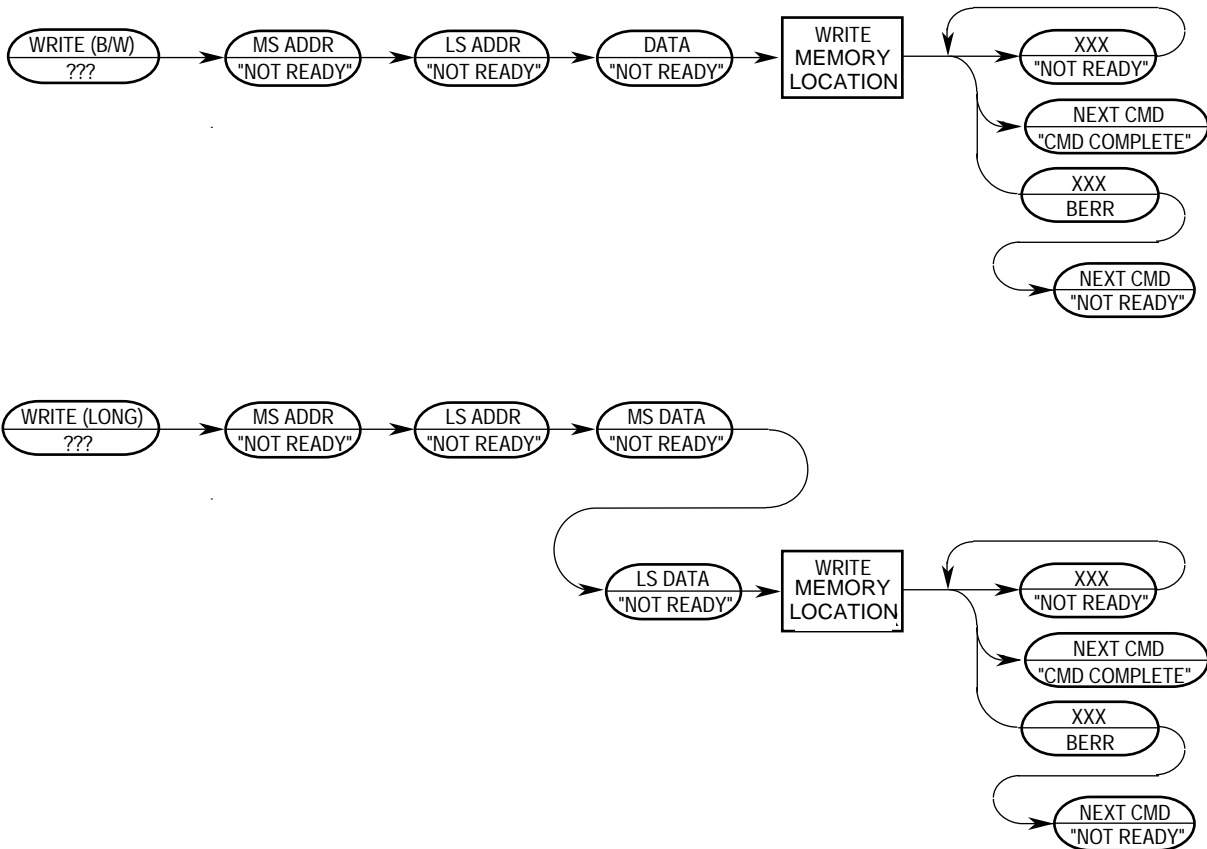 WRITE (B/W)
???
MS ADDR
"NOT READY"
LS ADDR
"NOT READY"
DATA
"NOT READY"
WRITE
MEMORY
LOCATION
XXX
"NOT READY"
NEXT CMD
"CMD COMPLETE"
XXX
BERR
NEXT CMD
"NOT READY"
WRITE (LONG)
???
MS ADDR
"NOT READY"
LS ADDR
"NOT READY"
MS DATA
"NOT READY"
LS DATA
"NOT READY"
WRITE
MEMORY
LOCATION
XXX
"NOT READY"
NEXT CMD
"CMD COMPLETE"
XXX
BERR
NEXT CMD
"NOT READY"